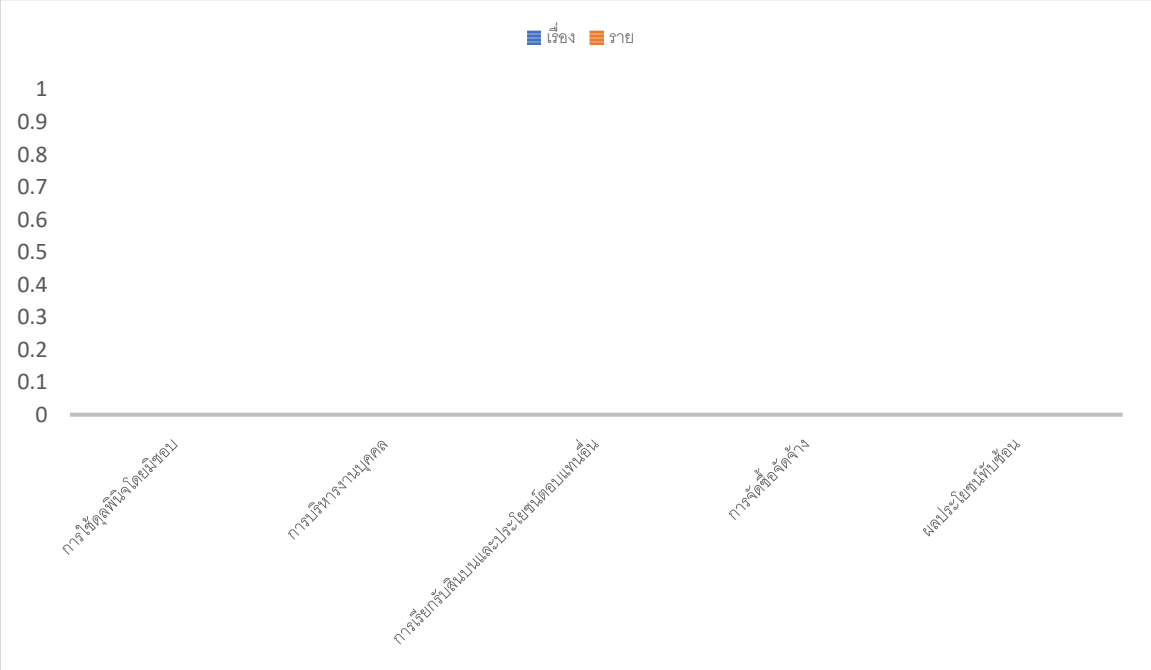 เรื่อง ราย
1
0.9
0.8
0.7
0.6
0.5
0.4
0.3
0.2
0.1
0
การใช้ดุลพินิจโดยมิชอบ
การบริหารงานบุคคล
การเรียกรับสินบนและประโยชน์ตอบแทนอื่น
การจัดซื้อจัดจ้าง
ผลประโยชน์ทับซ้อน